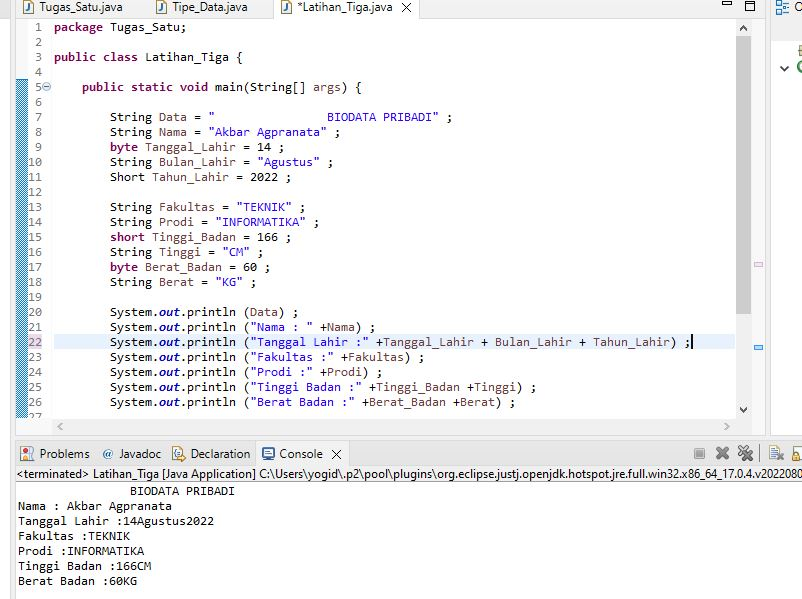 Tugas_Satu.java Tipe_Data.java *Latihan_Tiga.java
1 package Tugas_Satu;
2
3 public class Latihan_Tiga {
4
5 public static void main(String[] args) {
6
7 String Data = " BIODATA PRIBADI" ;
8 String Nama = "Akbar Agpranata" ;
9 byte Tanggal_Lahir = 14 ;
10 String Bulan_Lahir = "Agustus" ;
11 Short Tahun_Lahir = 2022 ;
12
13 String Fakultas = "TEKNIK" ;
14 String Prodi = "INFORMATIKA" ;
15 short Tinggi_Badan = 166 ;
16 String Tinggi = "CM" ;
17 byte Berat_Badan = 60 ;
18 String Berat = "KG" ;
19
20 System.out.println (Data) ;
21 System.out.println ("Nama : " +Nama) ;
22 System.out.println ("Tanggal Lahir :" +Tanggal_Lahir + Bulan_Lahir + Tahun_Lahir) ;
23 System.out.println ("Fakultas :" +Fakultas) ;
24 System.out.println ("Prodi :" +Prodi) ;
25 System.out.println ("Tinggi Badan :" +Tinggi_Badan +Tinggi) ;
26 System.out.println ("Berat Badan :" +Berat_Badan +Berat) ;
27
Problems @ Javadoc Declaration Console
<terminated> Latihan_Tiga [Java Application] C:\Users\yogid\.p2\pool\plugins\org.eclipse.justj.openjdk.hotspot.jre.full.win32.x86_64_17.0.4.v2022080
BIODATA PRIBADI
Nama : Akbar Agpranata
Tanggal Lahir :14Agustus2022
Fakultas :TEKNIK
Prodi :INFORMATIKA
Tinggi Badan :166CM
Berat Badan :60KG